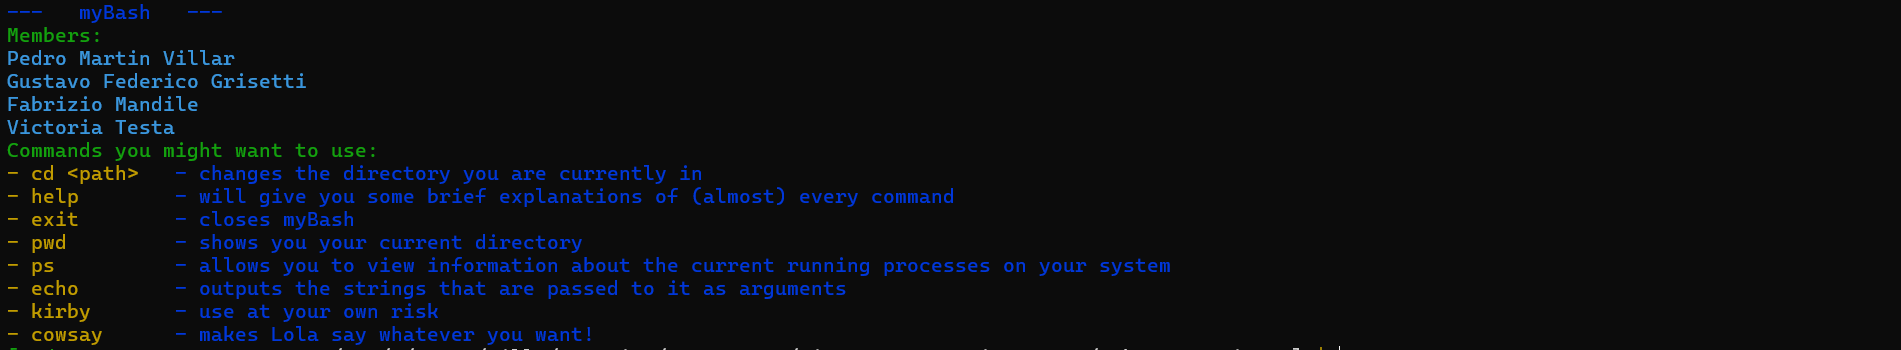 --- myBash ---
Members:
Pedro Martin Villar
Gustavo Federico Grisetti
Fabrizio Mandile
Victoria Testa
Commands you might want to use:
- cd <path> - changes the directory you are currently in
- help - will give you some brief explanations of (almost) every command
- exit - closes myBash
- pwd - shows you your current directory
- ps - allows you to view information about the current running processes on your system
- echo - outputs the strings that are passed to it as arguments
- kirby - use at your own risk
- cowsay - makes Lola say whatever you want!